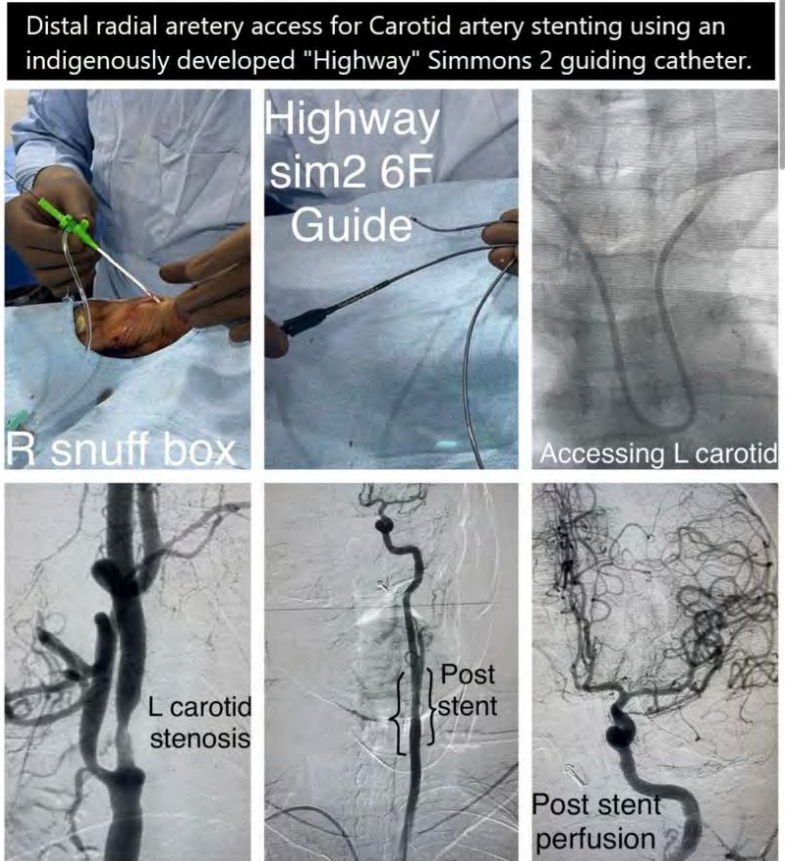 Distal radial aretery access for Carotid artery stenting using an
indigenously developed "Highway" Simmons 2 guiding catheter.
Highway
sim2 6F
Guide
R snuff box
Accessing L carotid
L carotid
stenosis
Post
stent
Post stent
perfusion